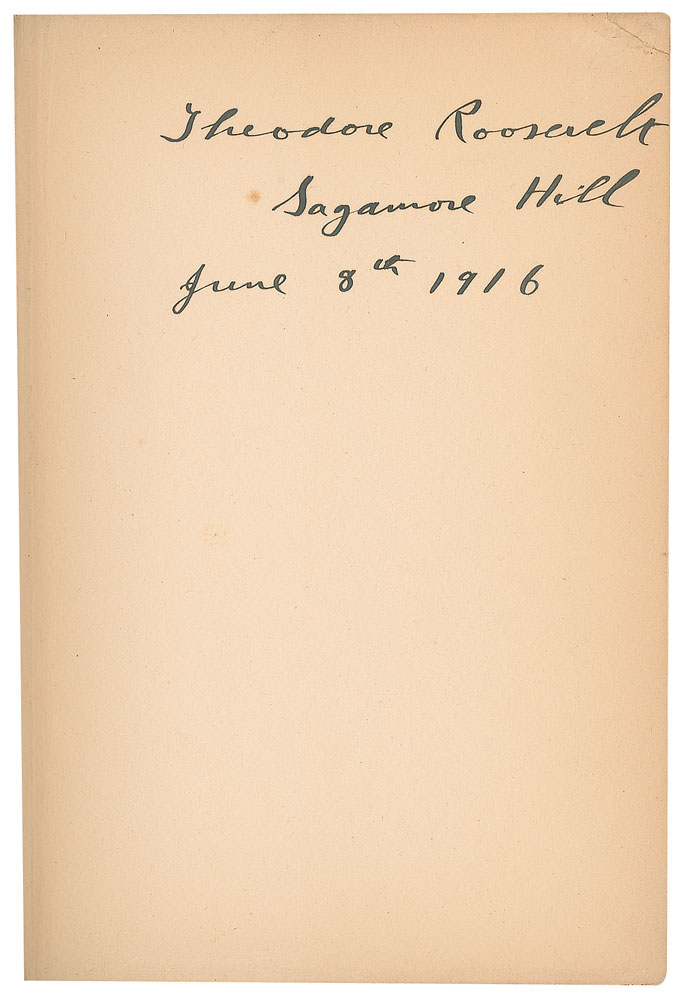 Theodore Roosevelt
Sagamore Hill
June 8th 1916